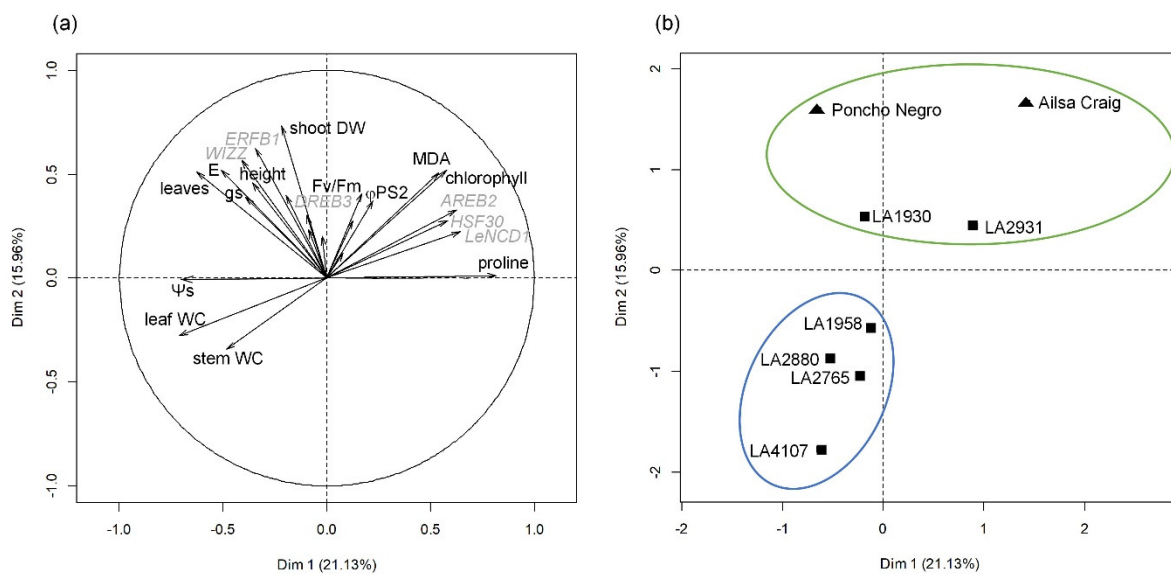 (a)
1.0
0.5
0.0
-0.5
-1.0
Dim 2 (15.96%)
shoot DW
ERFB1
WIZZ
E
height
leaves
gs
DREB3
Fv/Fm
φPS2
MDA
chlorophyll
AREB2
HSF30
LeNCD1
proline
Ψs
leaf WC
stem WC
-1.0 -0.5 0.0 0.5 1.0
Dim 1 (21.13%)
(b)
2
1
0
-1
-2
Dim 2 (15.96%)
Poncho Negro
Ailsa Craig
LA1930
LA2931
LA1958
LA2880
LA2765
LA4107
-2 -1 0 1 2
Dim 1 (21.13%)